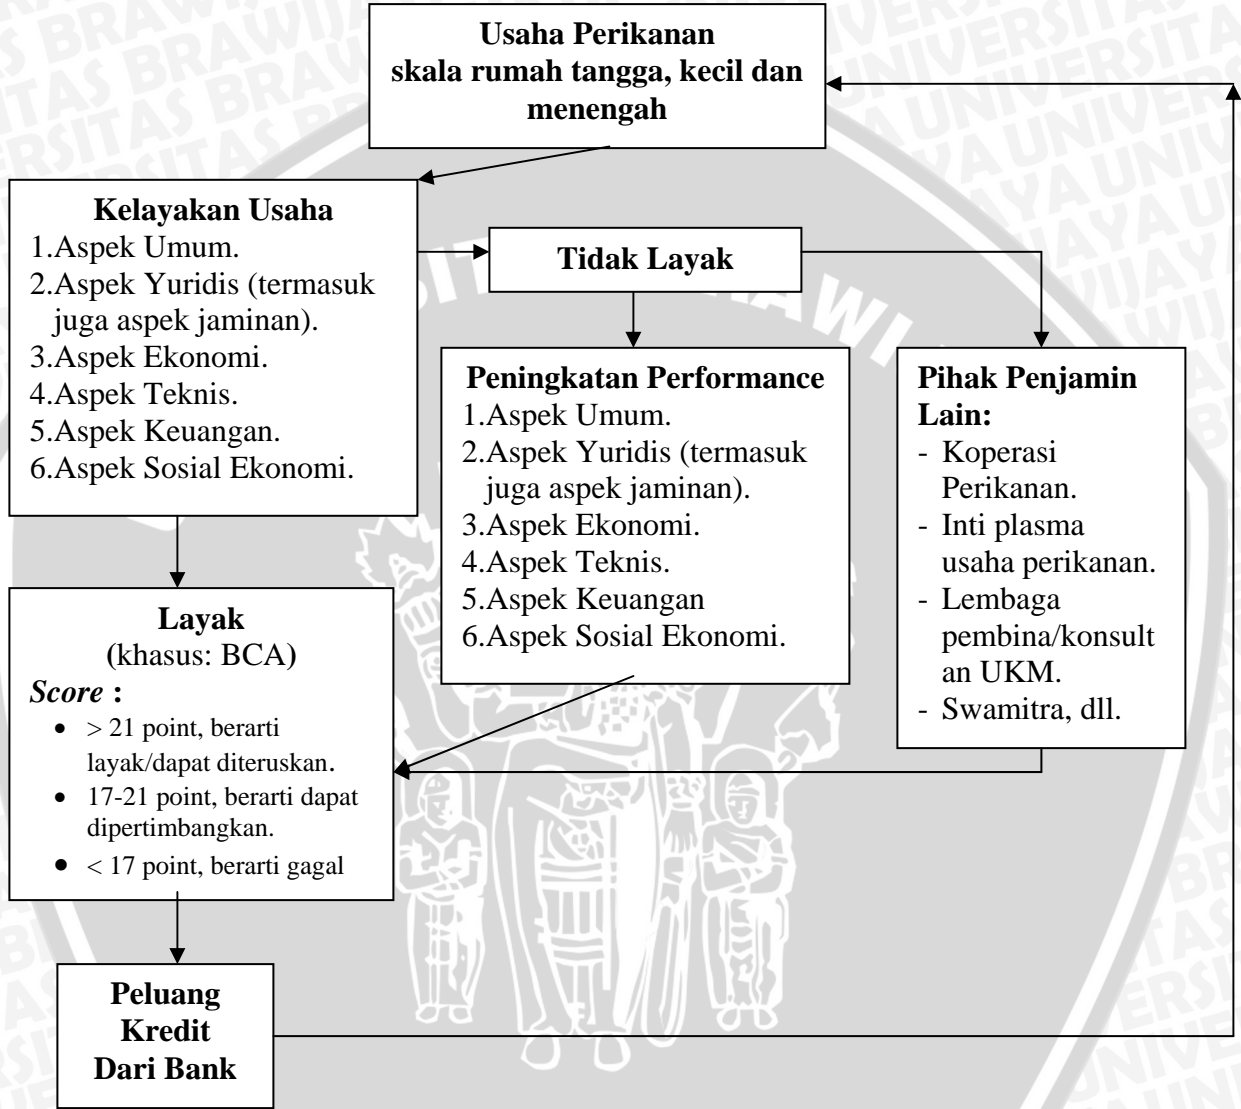 Usaha Perikanan
skala rumah tangga, kecil dan
menengah
Kelayakan Usaha
1.Aspek Umum.
2.Aspek Yuridis (termasuk
juga aspek jaminan).
3.Aspek Ekonomi.
4.Aspek Teknis.
5.Aspek Keuangan.
6.Aspek Sosial Ekonomi.
Tidak Layak
Peningkatan Performance
1.Aspek Umum.
2.Aspek Yuridis (termasuk
juga aspek jaminan).
3.Aspek Ekonomi.
4.Aspek Teknis.
5.Aspek Keuangan
6.Aspek Sosial Ekonomi.
Pihak Penjamin
Lain:
- Koperasi
Perikanan.
- Inti plasma
usaha perikanan.
- Lembaga
pembina/konsult
an UKM.
- Swamitra, dll.
Layak
(khasus: BCA)
Score :
• > 21 point, berarti
layak/dapat diteruskan.
• 17-21 point, berarti dapat
dipertimbangkan.
• < 17 point, berarti gagal
Peluang
Kredit
Dari Bank